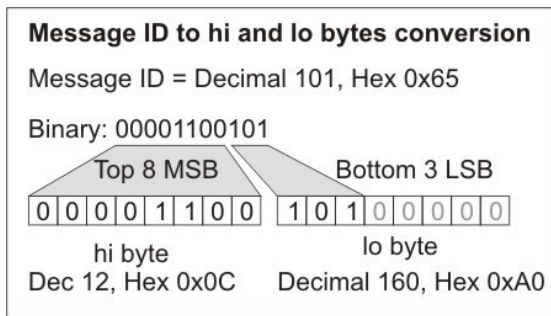 Message ID to hi and lo bytes conversion
Message ID = Decimal 101, Hex 0x65
Binary: 00001100101
Top 8 MSB Bottom 3 LSB
0 0 0 0 1 1 0 0 1 0 1 0 0 0 0 0
hi byte lo byte
Dec 12, Hex 0x0C Decimal 160, Hex 0xA0